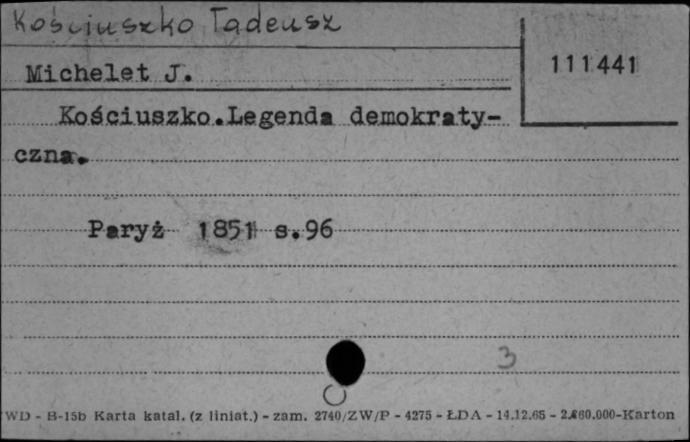 Kościuszko Tadeusz
Michelet J.
111441
Kościuszko.Legenda demokraty-
czna.
Paryż 1851 s.96
3
WD - B-15b Karta katal. (z liniat.) - zam. 2740/ZW/P - 4275 - ŁDA - 14.12.65 - 2.860.000-Karton